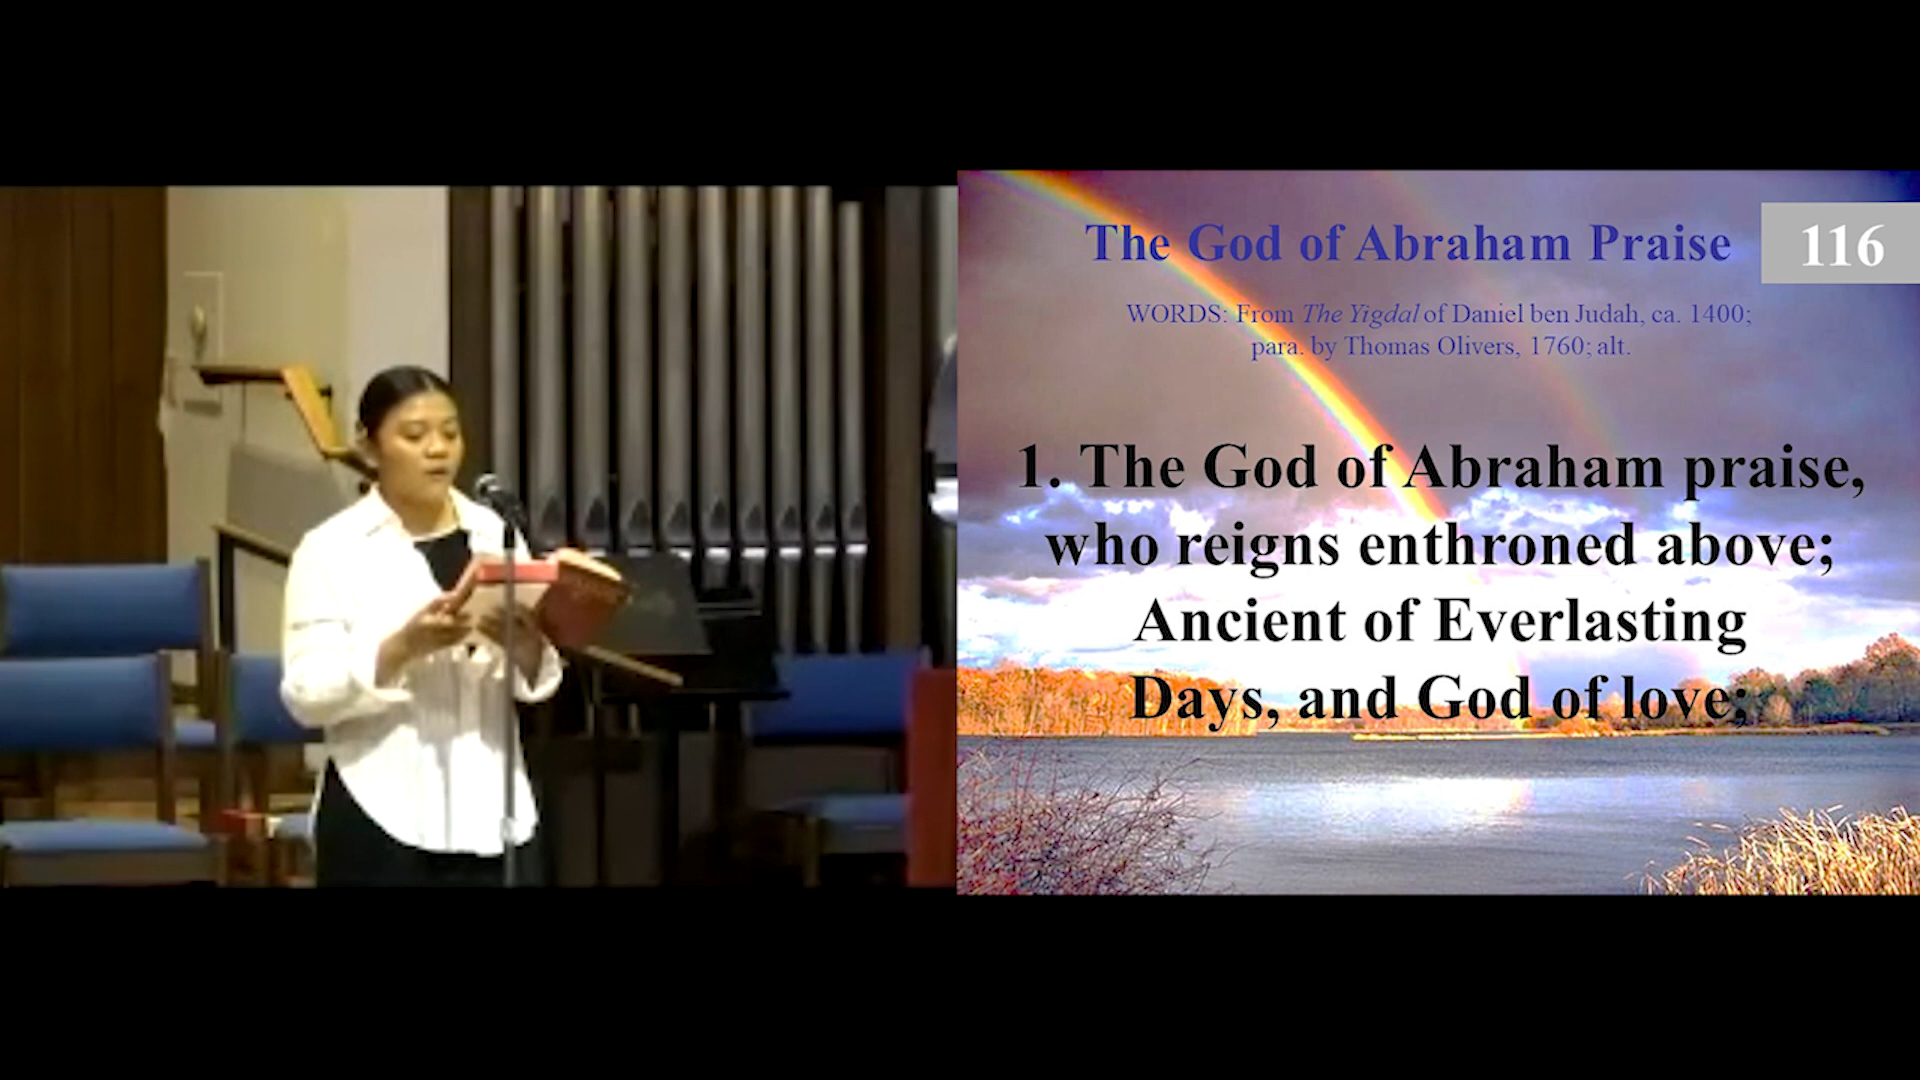 The God of Abraham Praise
116
WORDS: From The Yigdal of Daniel ben Judah, ca. 1400;
para. by Thomas Olivers, 1760; alt.
1. The God of Abraham praise,
who reigns enthroned above;
Ancient of Everlasting
Days, and God of love;